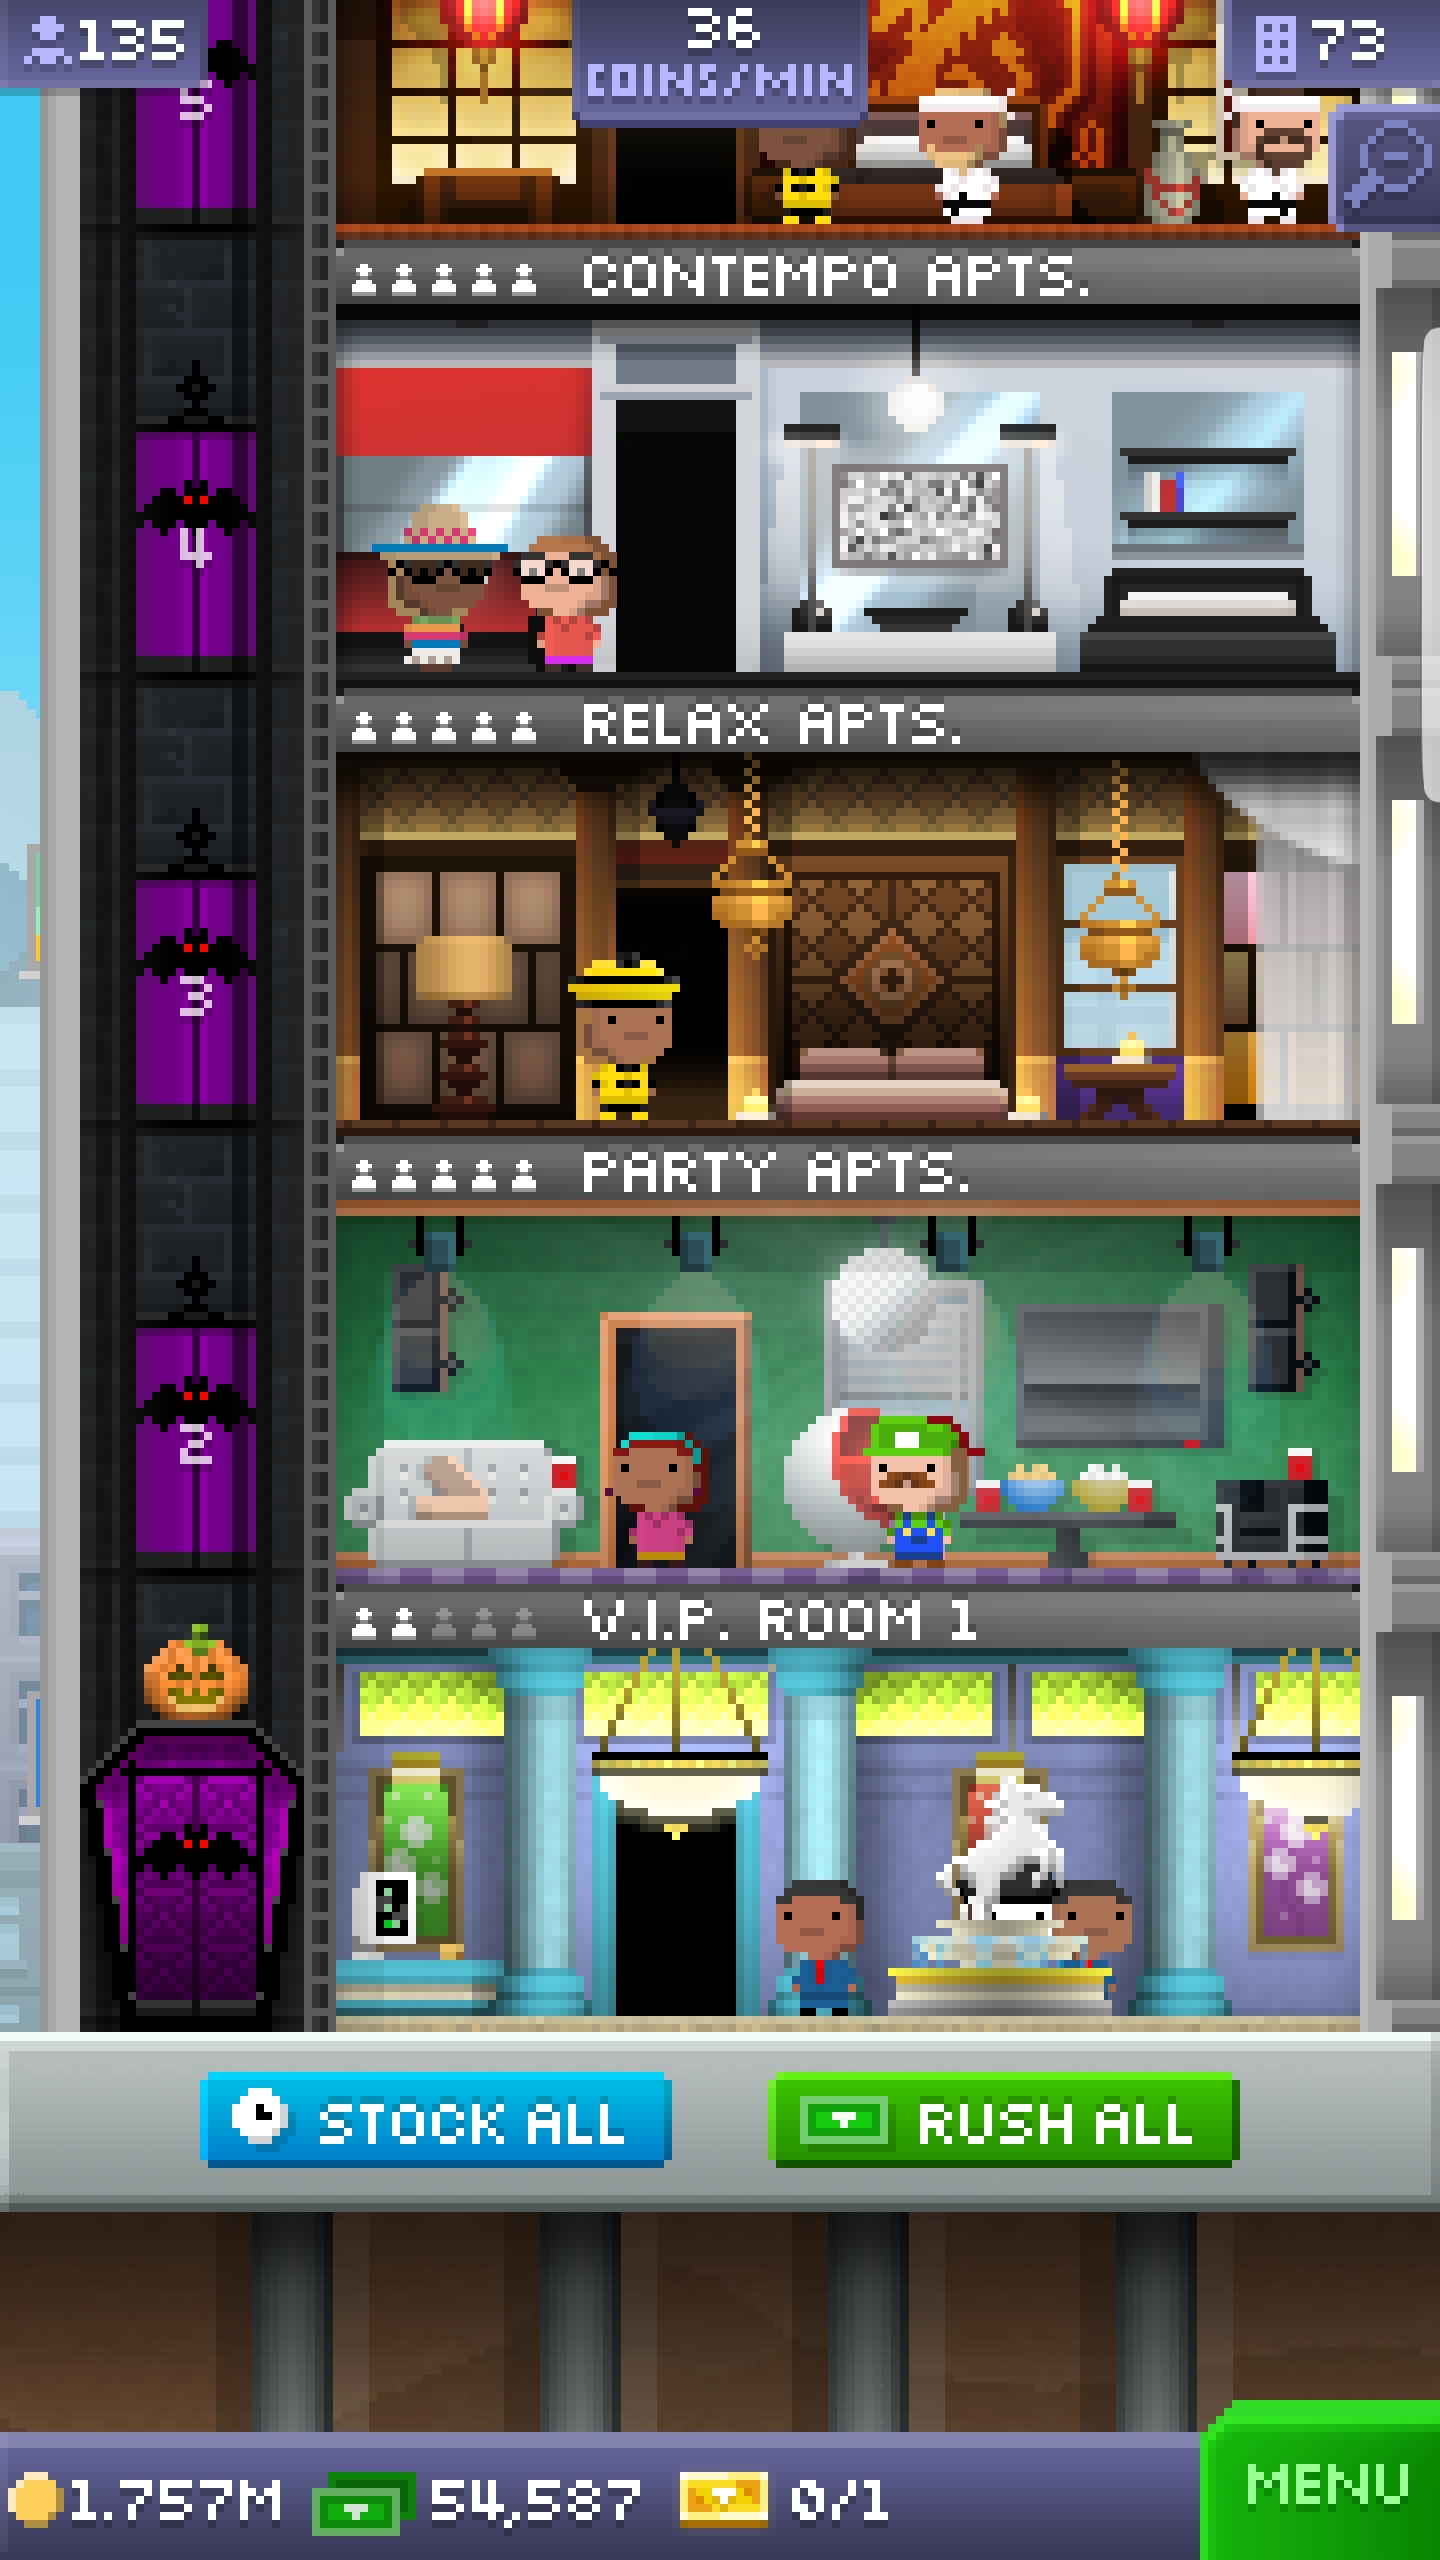 135
36
COINS/MIN
73
5
CONTEMPO APTS.
4
RELAX APTS.
3
PARTY APTS.
2
V.I.P. ROOM 1
STOCK ALL
RUSH ALL
1.757M
54,587
0/1
MENU